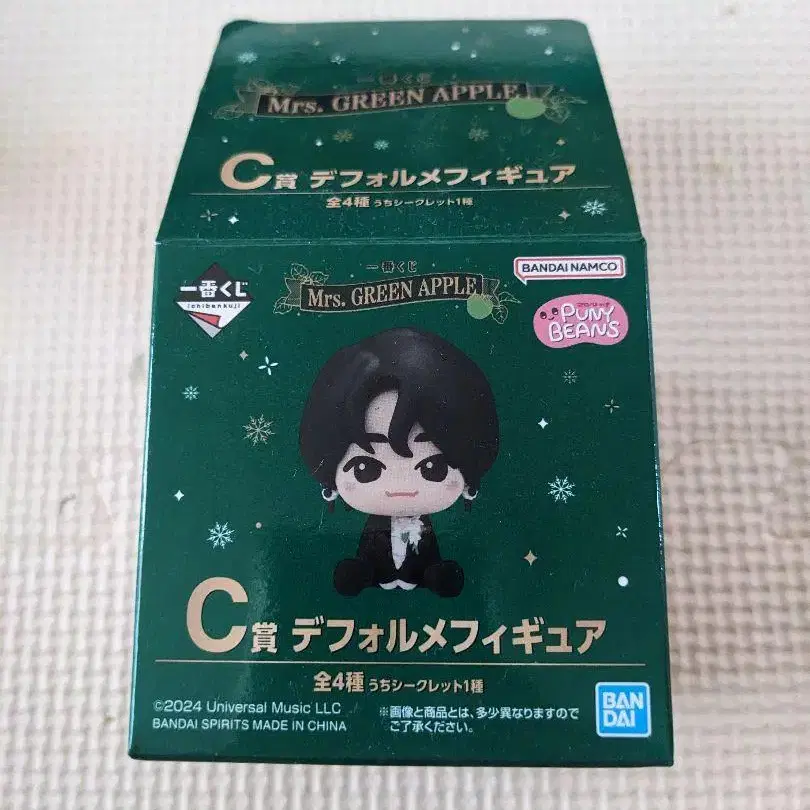 一番くじ
Mrs. GREEN APPLE
C賞 デフォルメフィギュア
全4種 うちシークレット1種
一番くじ
ichibankuji
一番くじ
Mrs. GREEN APPLE
BANDAI NAMCO
PUNY
BEANS
C賞 デフォルメフィギュア
全4種 うちシークレット1種
©2024 Universal Music LLC
BANDAI SPIRITS MADE IN CHINA
※画像と商品とは、多少異なりますので
ご了承ください。
BAN
DAI